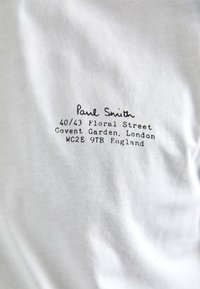 Paul Smith
40/43 Floral Street
Covent Garden, London
WC2E 9TB England